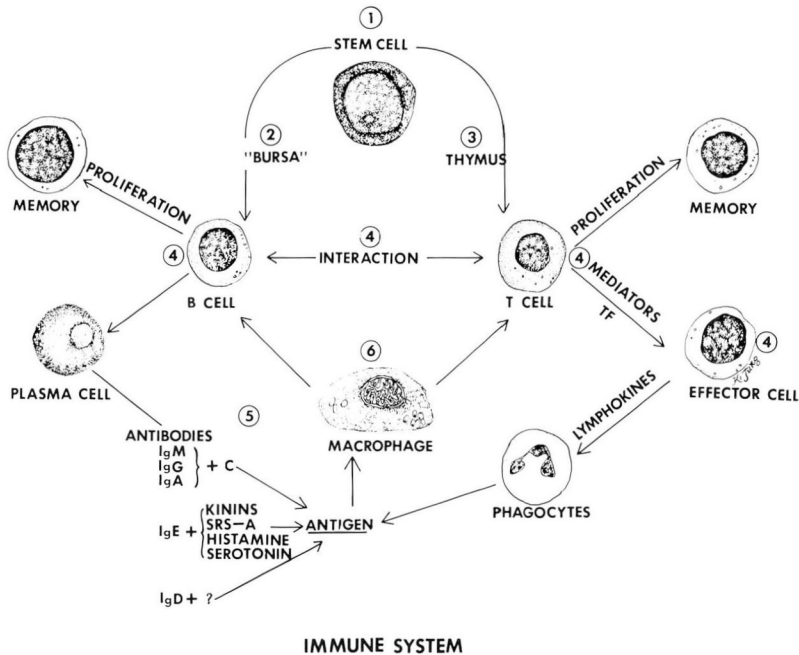 ①
STEM CELL
②
"BURSA"
③
THYMUS
MEMORY
PROLIFERATION
PROLIFERATION
MEMORY
④
B CELL
④
INTERACTION
④
T CELL
MEDIATORS
TF
PLASMA CELL
⑥
MACROPHAGE
④
EFFECTOR CELL
LYMPHOKINES
PHAGOCYTES
⑤
ANTIBODIES
IgM
IgG
IgA
+ C
IgE +
KININS
SRS-A
HISTAMINE
SEROTONIN
ANTIGEN
IgD + ?
IMMUNE SYSTEM